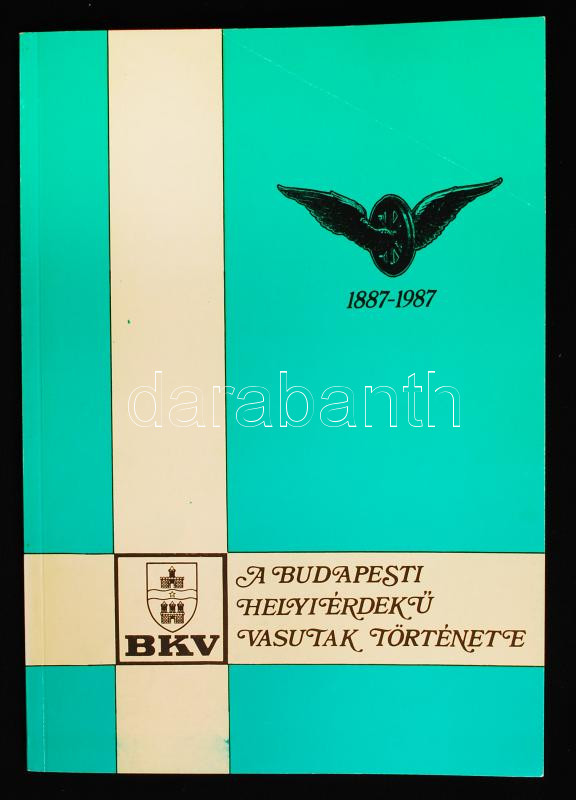 1887-1987
darabanth
A BUDAPESTI
HELYIÉRDEKŰ
VASUTAK TÖRTÉNETE
BKV